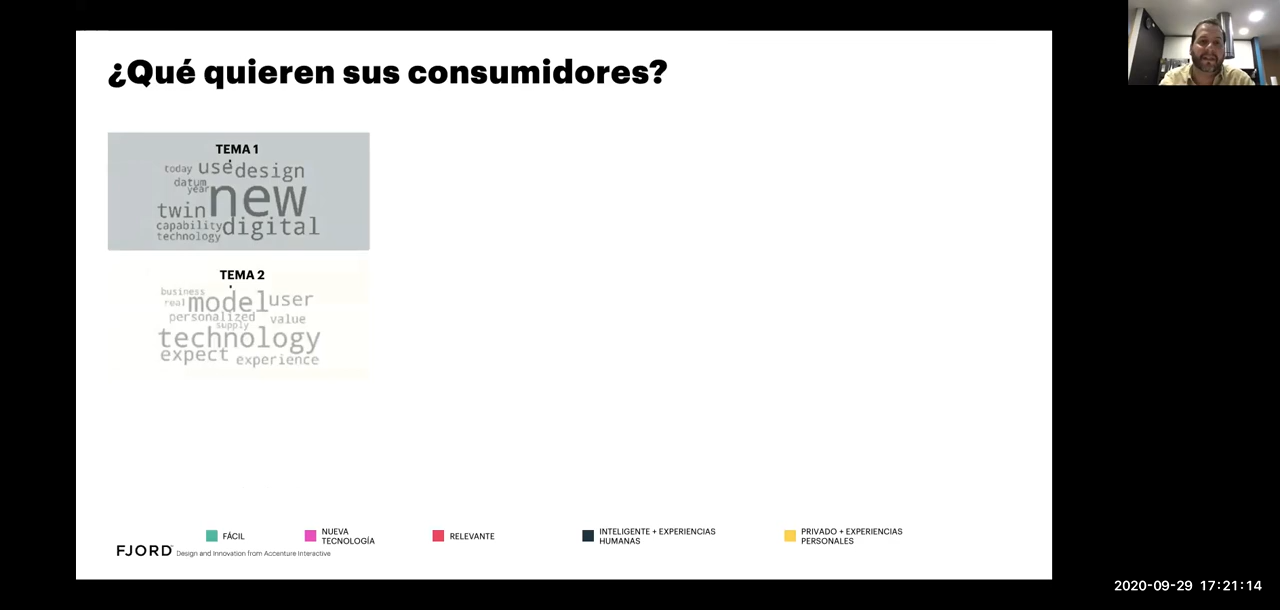 ¿Qué quieren sus consumidores?
TEMA 1
today use design
datum
year new
twin
capability digital
technology
TEMA 2
business
real model user
personalized value
supply
technology
expect experience
FÁCIL
NUEVA
TECNOLOGÍA
RELEVANTE
INTELIGENTE + EXPERIENCIAS
HUMANAS
PRIVADO + EXPERIENCIAS
PERSONALES
FJORD Design and Innovation from Accenture Interactive
2020-09-29 17:21:14